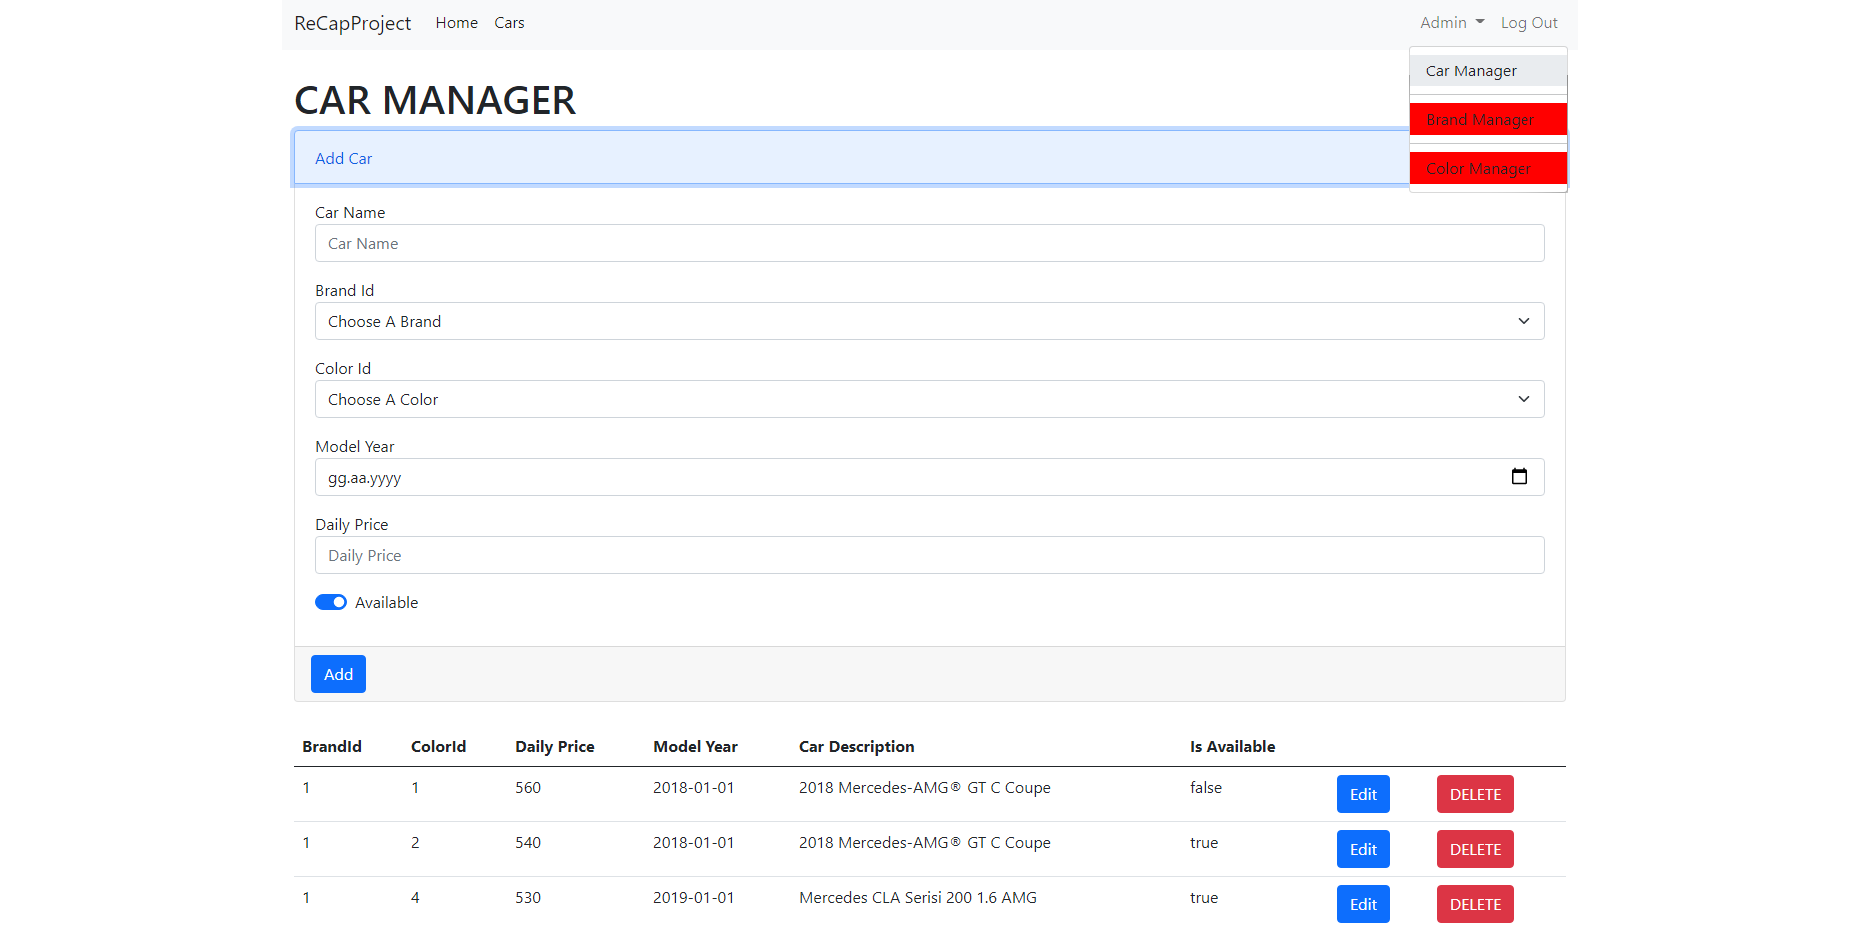 ReCapProject Home Cars Admin Log Out
Car Manager
Brand Manager
Color Manager
CAR MANAGER
Add Car
Car Name
Car Name
Brand Id
Choose A Brand
Color Id
Choose A Color
Model Year
gg.aa.yyyy
Daily Price
Daily Price
Available
Add
BrandId ColorId Daily Price Model Year Car Description Is Available
1 1 560 2018-01-01 2018 Mercedes-AMG® GT C Coupe false Edit DELETE
1 2 540 2018-01-01 2018 Mercedes-AMG® GT C Coupe true Edit DELETE
1 4 530 2019-01-01 Mercedes CLA Serisi 200 1.6 AMG true Edit DELETE